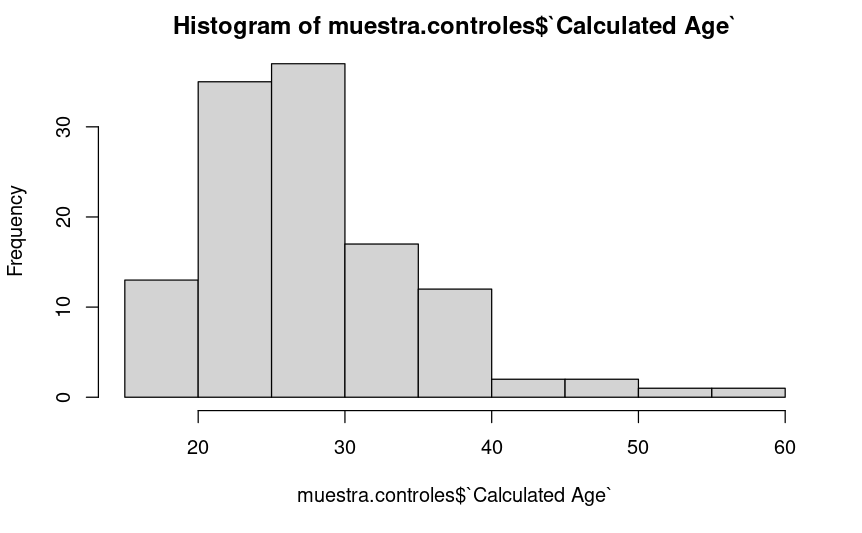 Histogram of muestra.controles$`Calculated Age`
Frequency
30
20
10
0
20 30 40 50 60
muestra.controles$`Calculated Age`